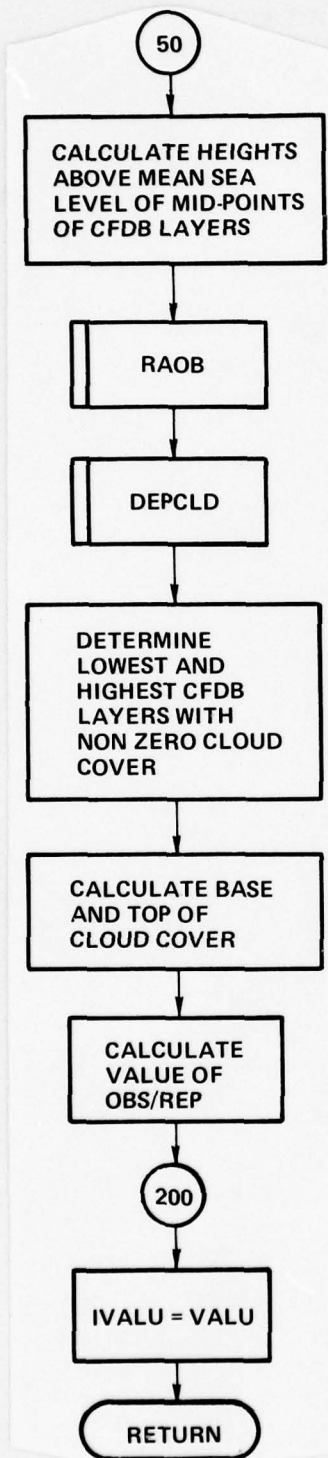 50
CALCULATE HEIGHTS
ABOVE MEAN SEA
LEVEL OF MID-POINTS
OF CFDB LAYERS
RAOB
DEPCLD
DETERMINE
LOWEST AND
HIGHEST CFDB
LAYERS WITH
NON ZERO CLOUD
COVER
CALCULATE BASE
AND TOP OF
CLOUD COVER
CALCULATE
VALUE OF
OBS/REP
200
IVALU = VALU
RETURN